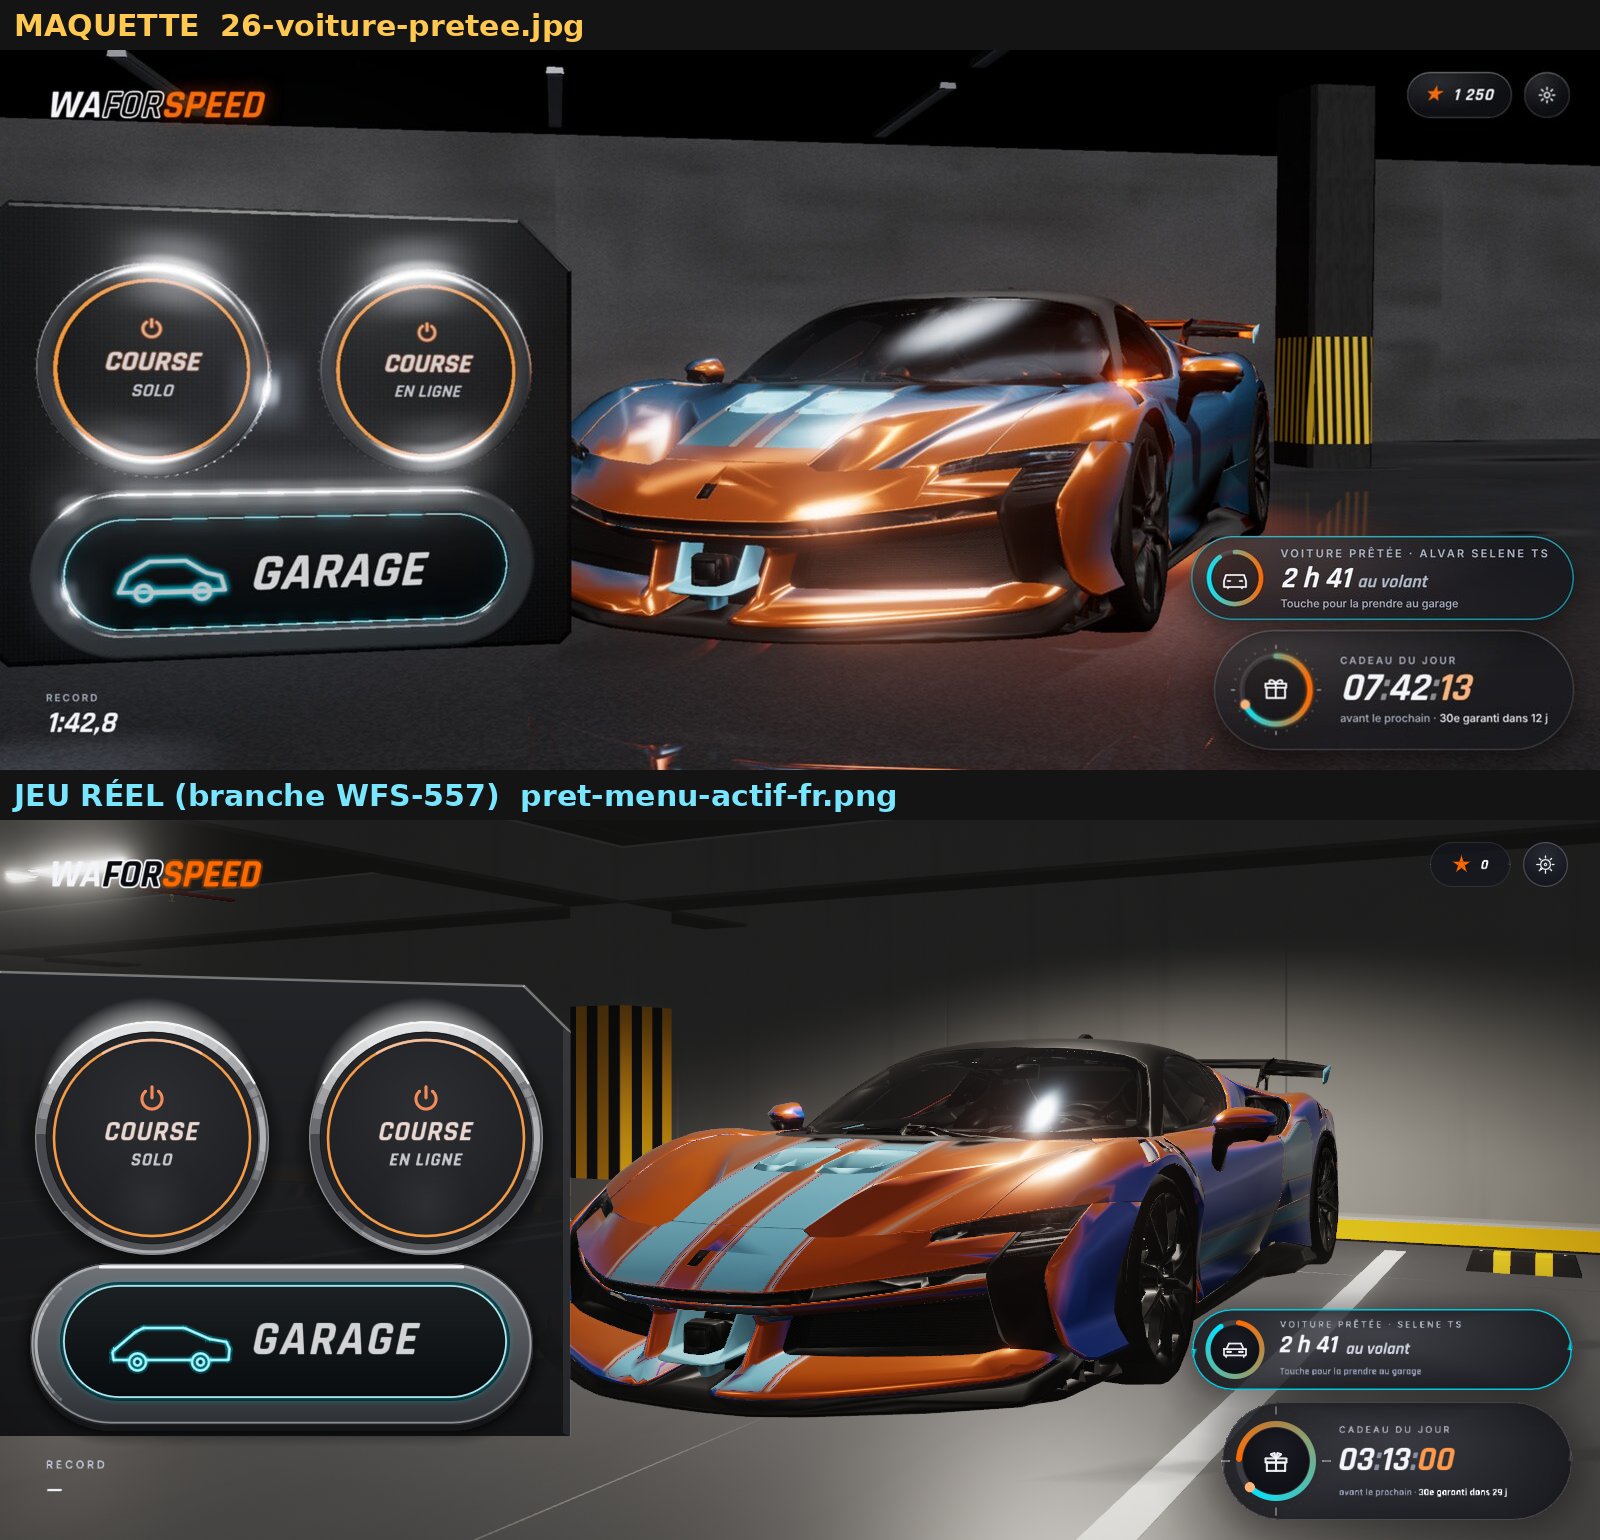 MAQUETTE 26-voiture-pretee.jpg
WAFORSPEED
1 250
COURSE
SOLO
COURSE
EN LIGNE
GARAGE
VOITURE PRÊTÉE · ALVAR SELENE TS
2 h 41 au volant
Touche pour la prendre au garage
CADEAU DU JOUR
07:42:13
avant le prochain · 30e garanti dans 12 j
RECORD
1:42,8
JEU RÉEL (branche WFS-557) pret-menu-actif-fr.png
WAFORSPEED
0
COURSE
SOLO
COURSE
EN LIGNE
GARAGE
VOITURE PRÊTÉE · SELENE TS
2 h 41 au volant
Touche pour la prendre au garage
CADEAU DU JOUR
03:13:00
avant le prochain · 30e garanti dans 29 j
RECORD
—